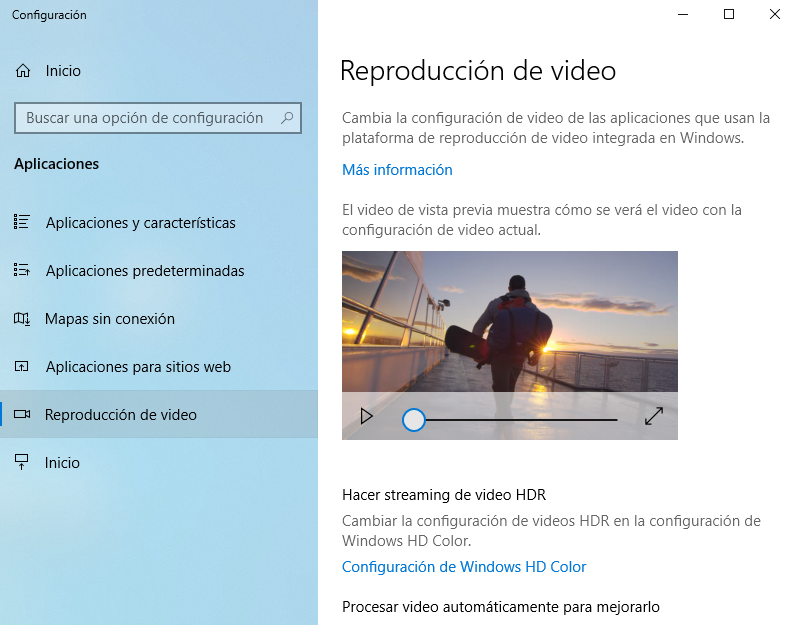 Configuración
Inicio
Buscar una opción de configuración
Aplicaciones
Aplicaciones y características
Aplicaciones predeterminadas
Mapas sin conexión
Aplicaciones para sitios web
Reproducción de video
Inicio
Reproducción de video
Cambia la configuración de video de las aplicaciones que usan la
plataforma de reproducción de video integrada en Windows.
Más información
El video de vista previa muestra cómo se verá el video con la
configuración de video actual.
Hacer streaming de video HDR
Cambiar la configuración de videos HDR en la configuración de
Windows HD Color.
Configuración de Windows HD Color
Procesar video automáticamente para mejorarlo